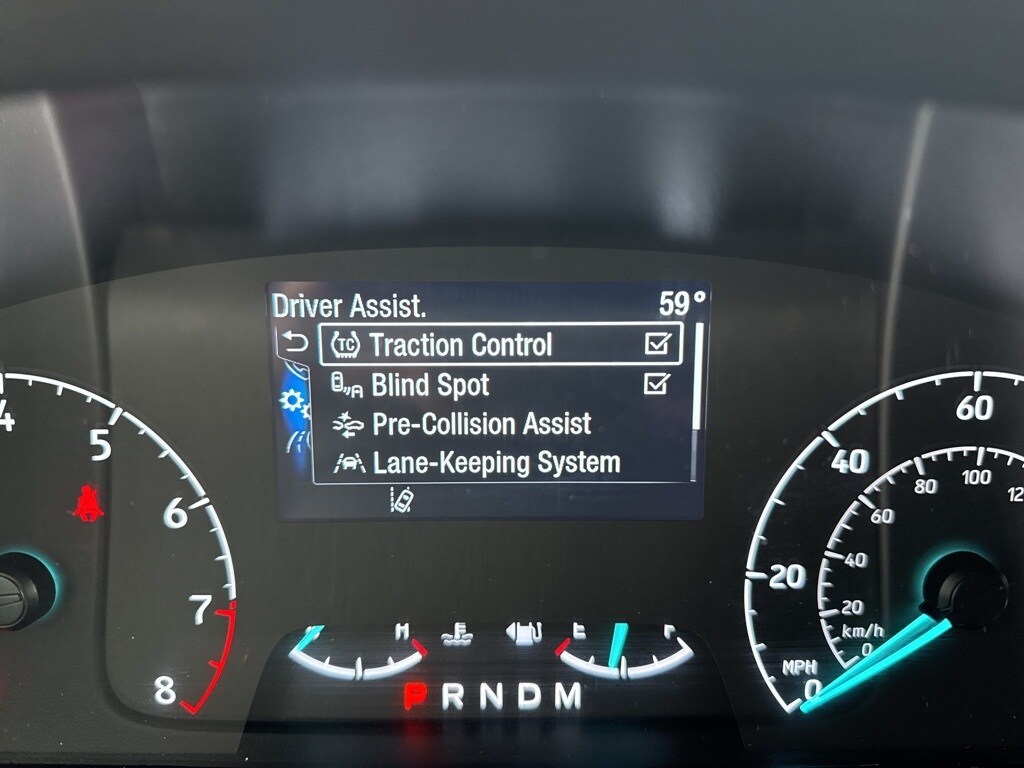 Driver Assist. 59°
TC Traction Control
Blind Spot
Pre-Collision Assist
Lane-Keeping System
4
5
6
7
8
H
E F
P R N D M
60
40
20
0
MPH
100
80
60
40
20
0
km/h